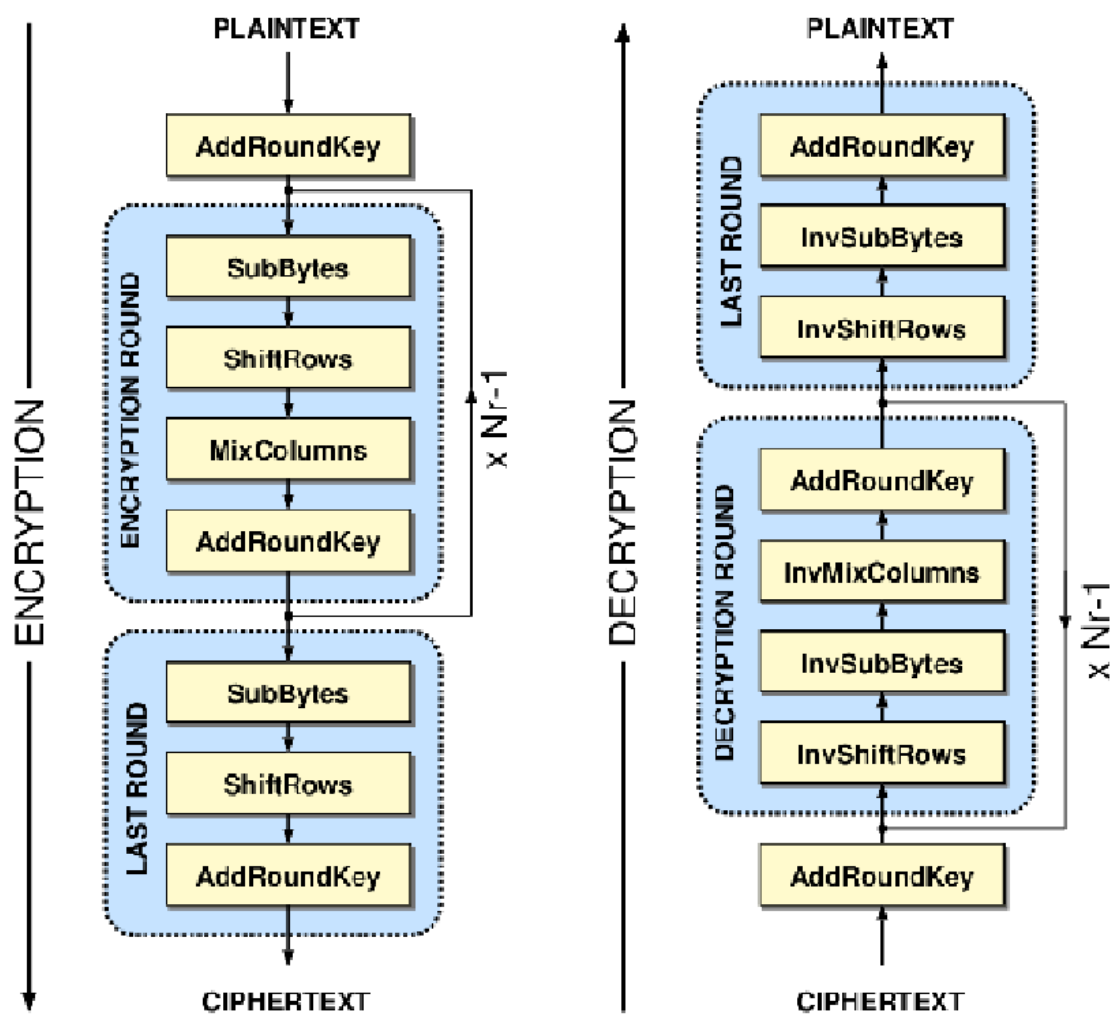 PLAINTEXT
AddRoundKey
ENCRYPTION ROUND
SubBytes
ShiftRows
MixColumns
AddRoundKey
x Nr-1
ENCRYPTION
LAST ROUND
SubBytes
ShiftRows
AddRoundKey
CIPHERTEXT
PLAINTEXT
LAST ROUND
AddRoundKey
InvSubBytes
InvShiftRows
DECRYPTION
DECRYPTION ROUND
AddRoundKey
InvMixColumns
InvSubBytes
InvShiftRows
x Nr-1
AddRoundKey
CIPHERTEXT